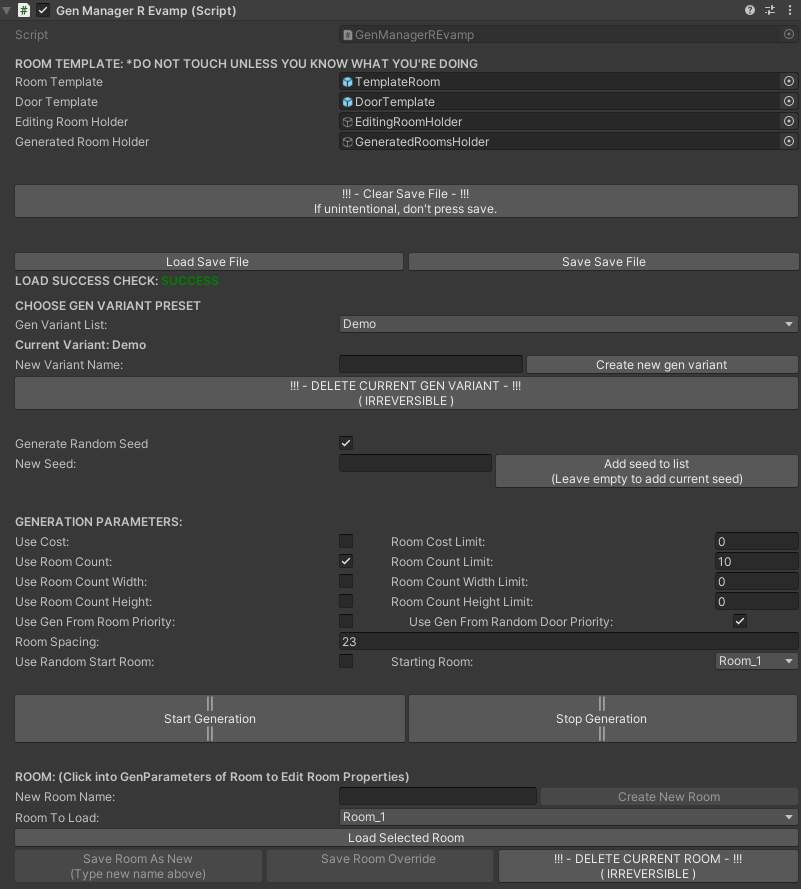 Gen Manager R Evamp (Script)
Script GenManagerREvamp
ROOM TEMPLATE: *DO NOT TOUCH UNLESS YOU KNOW WHAT YOU'RE DOING
Room Template TemplateRoom
Door Template DoorTemplate
Editing Room Holder EditingRoomHolder
Generated Room Holder GeneratedRoomsHolder
!!! - Clear Save File - !!!
If unintentional, don't press save.
Load Save File Save Save File
LOAD SUCCESS CHECK: SUCCESS
CHOOSE GEN VARIANT PRESET
Gen Variant List: Demo
Current Variant: Demo
New Variant Name: Create new gen variant
!!! - DELETE CURRENT GEN VARIANT - !!!
( IRREVERSIBLE )
Generate Random Seed
New Seed: Add seed to list
(Leave empty to add current seed)
GENERATION PARAMETERS:
Use Cost: Room Cost Limit: 0
Use Room Count: Room Count Limit: 10
Use Room Count Width: Room Count Width Limit: 0
Use Room Count Height: Room Count Height Limit: 0
Use Gen From Room Priority: Use Gen From Random Door Priority:
Room Spacing: 23
Use Random Start Room: Starting Room: Room_1
|| ||
Start Generation Stop Generation
|| ||
ROOM: (Click into GenParameters of Room to Edit Room Properties)
New Room Name: Create New Room
Room To Load: Room_1
Load Selected Room
Save Room As New Save Room Override !!! - DELETE CURRENT ROOM - !!!
(Type new name above) ( IRREVERSIBLE )